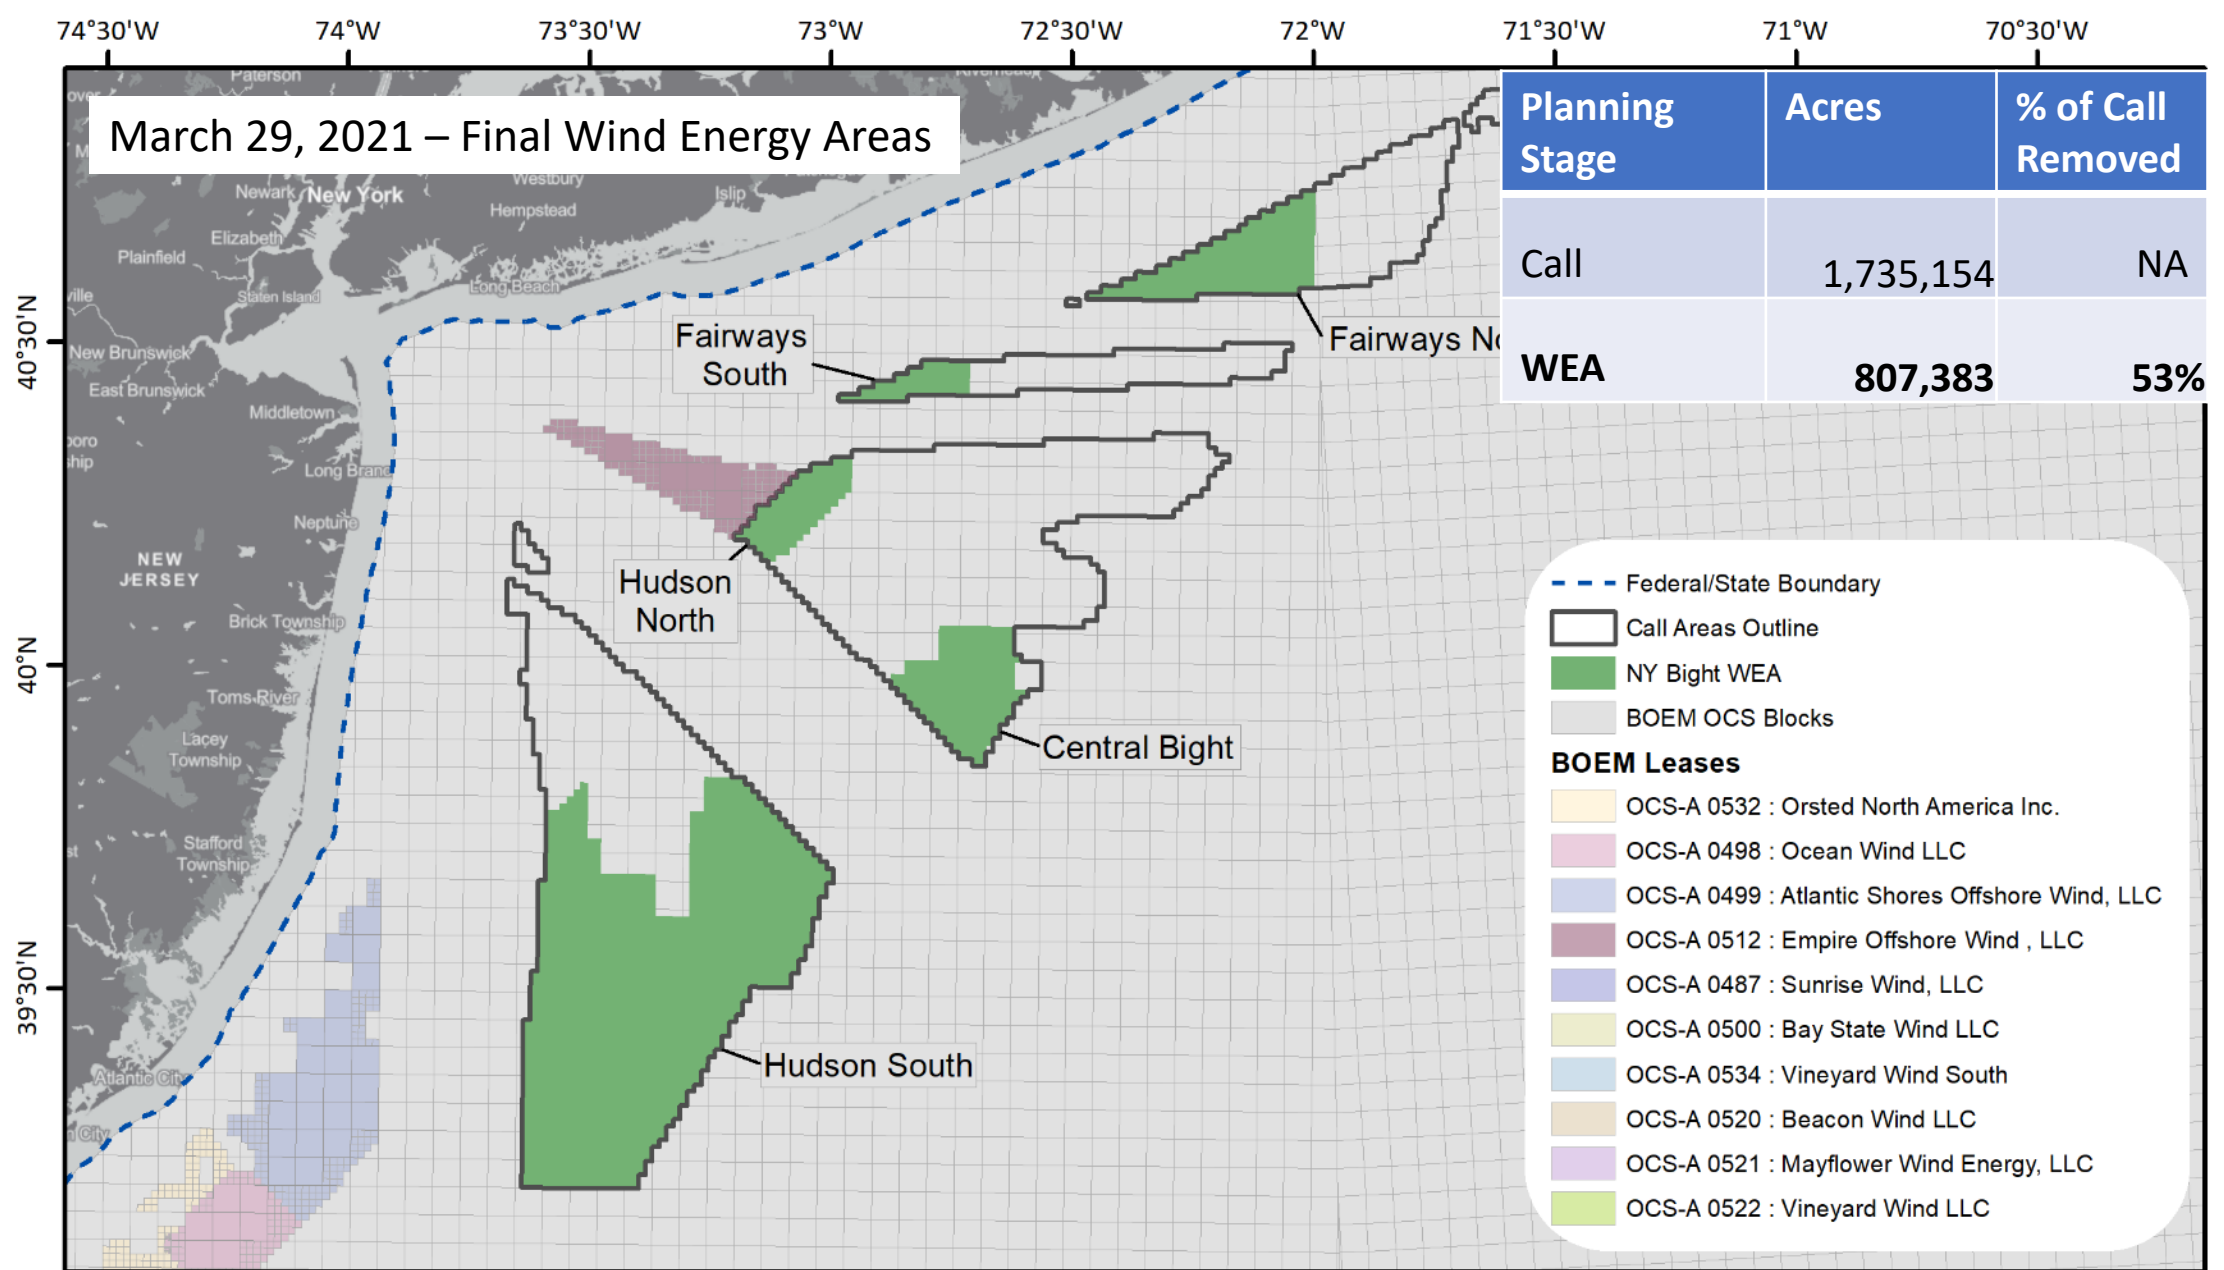 74°30'W 74°W 73°30'W 73°W 72°30'W 72°W 71°30'W 71°W 70°30'W
March 29, 2021 – Final Wind Energy Areas
Planning Stage Acres % of Call Removed
Call 1,735,154 NA
WEA 807,383 53%
40°30'N
40°N
39°30'N
Paterson
Newark
New York
Westbury
Hempstead
Islip
Elizabeth
Plainfield
Staten Island
Long Beach
New Brunswick
East Brunswick
Middletown
Long Branc
Neptune
NEW
JERSEY
Brick Township
Toms River
Lacey
Township
Stafford
Township
Atlantic City
n City
Fairways No
Fairways
South
Hudson
North
Central Bight
Hudson South
Federal/State Boundary
Call Areas Outline
NY Bight WEA
BOEM OCS Blocks
BOEM Leases
OCS-A 0532 : Orsted North America Inc.
OCS-A 0498 : Ocean Wind LLC
OCS-A 0499 : Atlantic Shores Offshore Wind, LLC
OCS-A 0512 : Empire Offshore Wind , LLC
OCS-A 0487 : Sunrise Wind, LLC
OCS-A 0500 : Bay State Wind LLC
OCS-A 0534 : Vineyard Wind South
OCS-A 0520 : Beacon Wind LLC
OCS-A 0521 : Mayflower Wind Energy, LLC
OCS-A 0522 : Vineyard Wind LLC